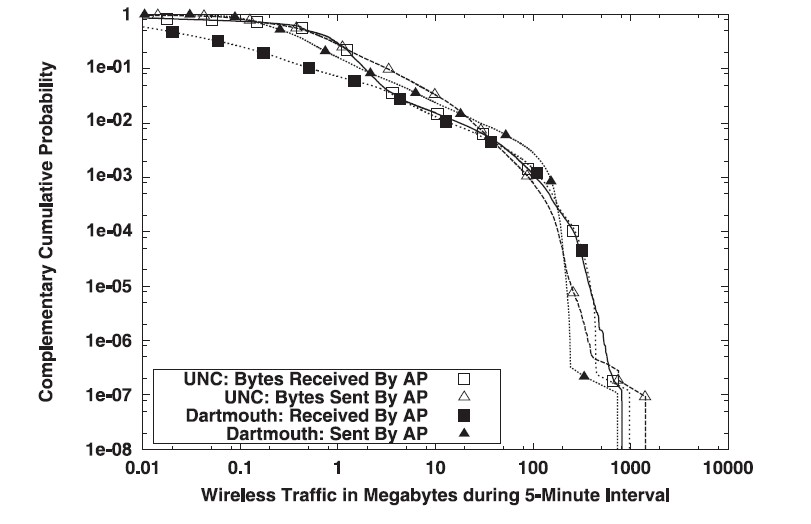 Complementary Cumulative Probability
1
1e-01
1e-02
1e-03
1e-04
1e-05
1e-06
1e-07
1e-08
UNC: Bytes Received By AP
UNC: Bytes Sent By AP
Dartmouth: Received By AP
Dartmouth: Sent By AP
0.01 0.1 1 10 100 1000 10000
Wireless Traffic in Megabytes during 5-Minute Interval